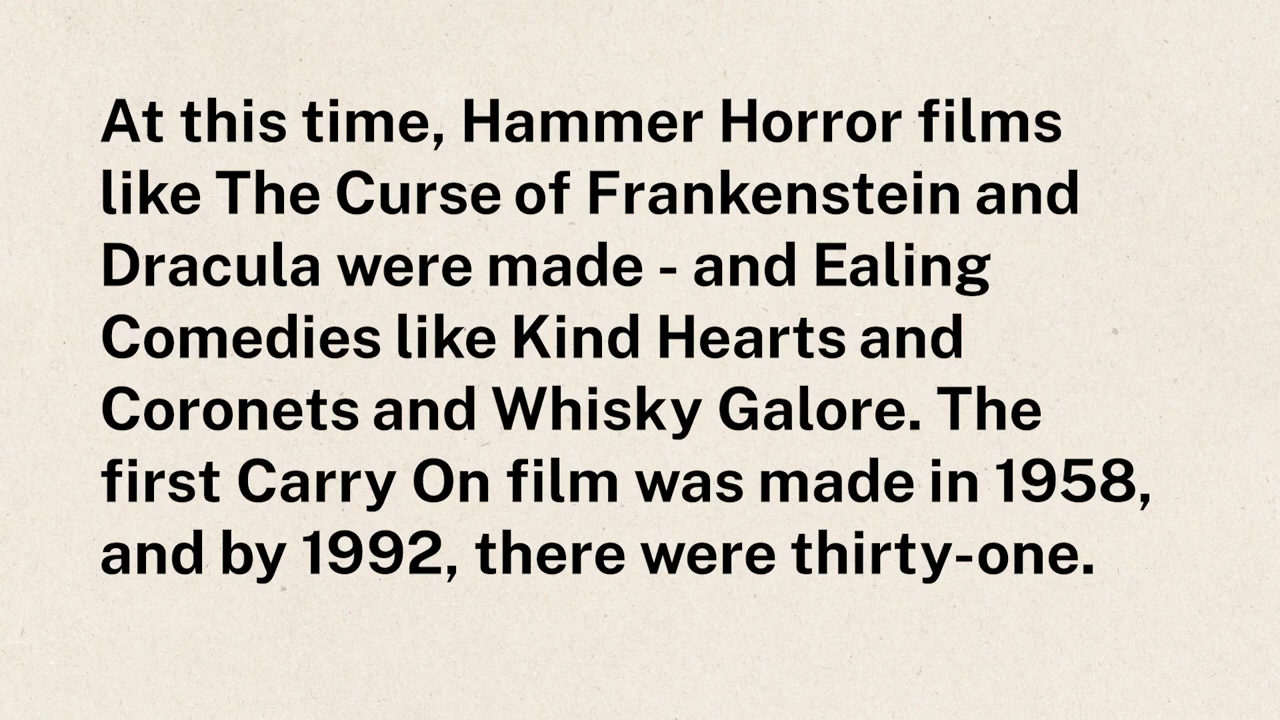 At this time, Hammer Horror films
like The Curse of Frankenstein and
Dracula were made - and Ealing
Comedies like Kind Hearts and
Coronets and Whisky Galore. The
first Carry On film was made in 1958,
and by 1992, there were thirty-one.